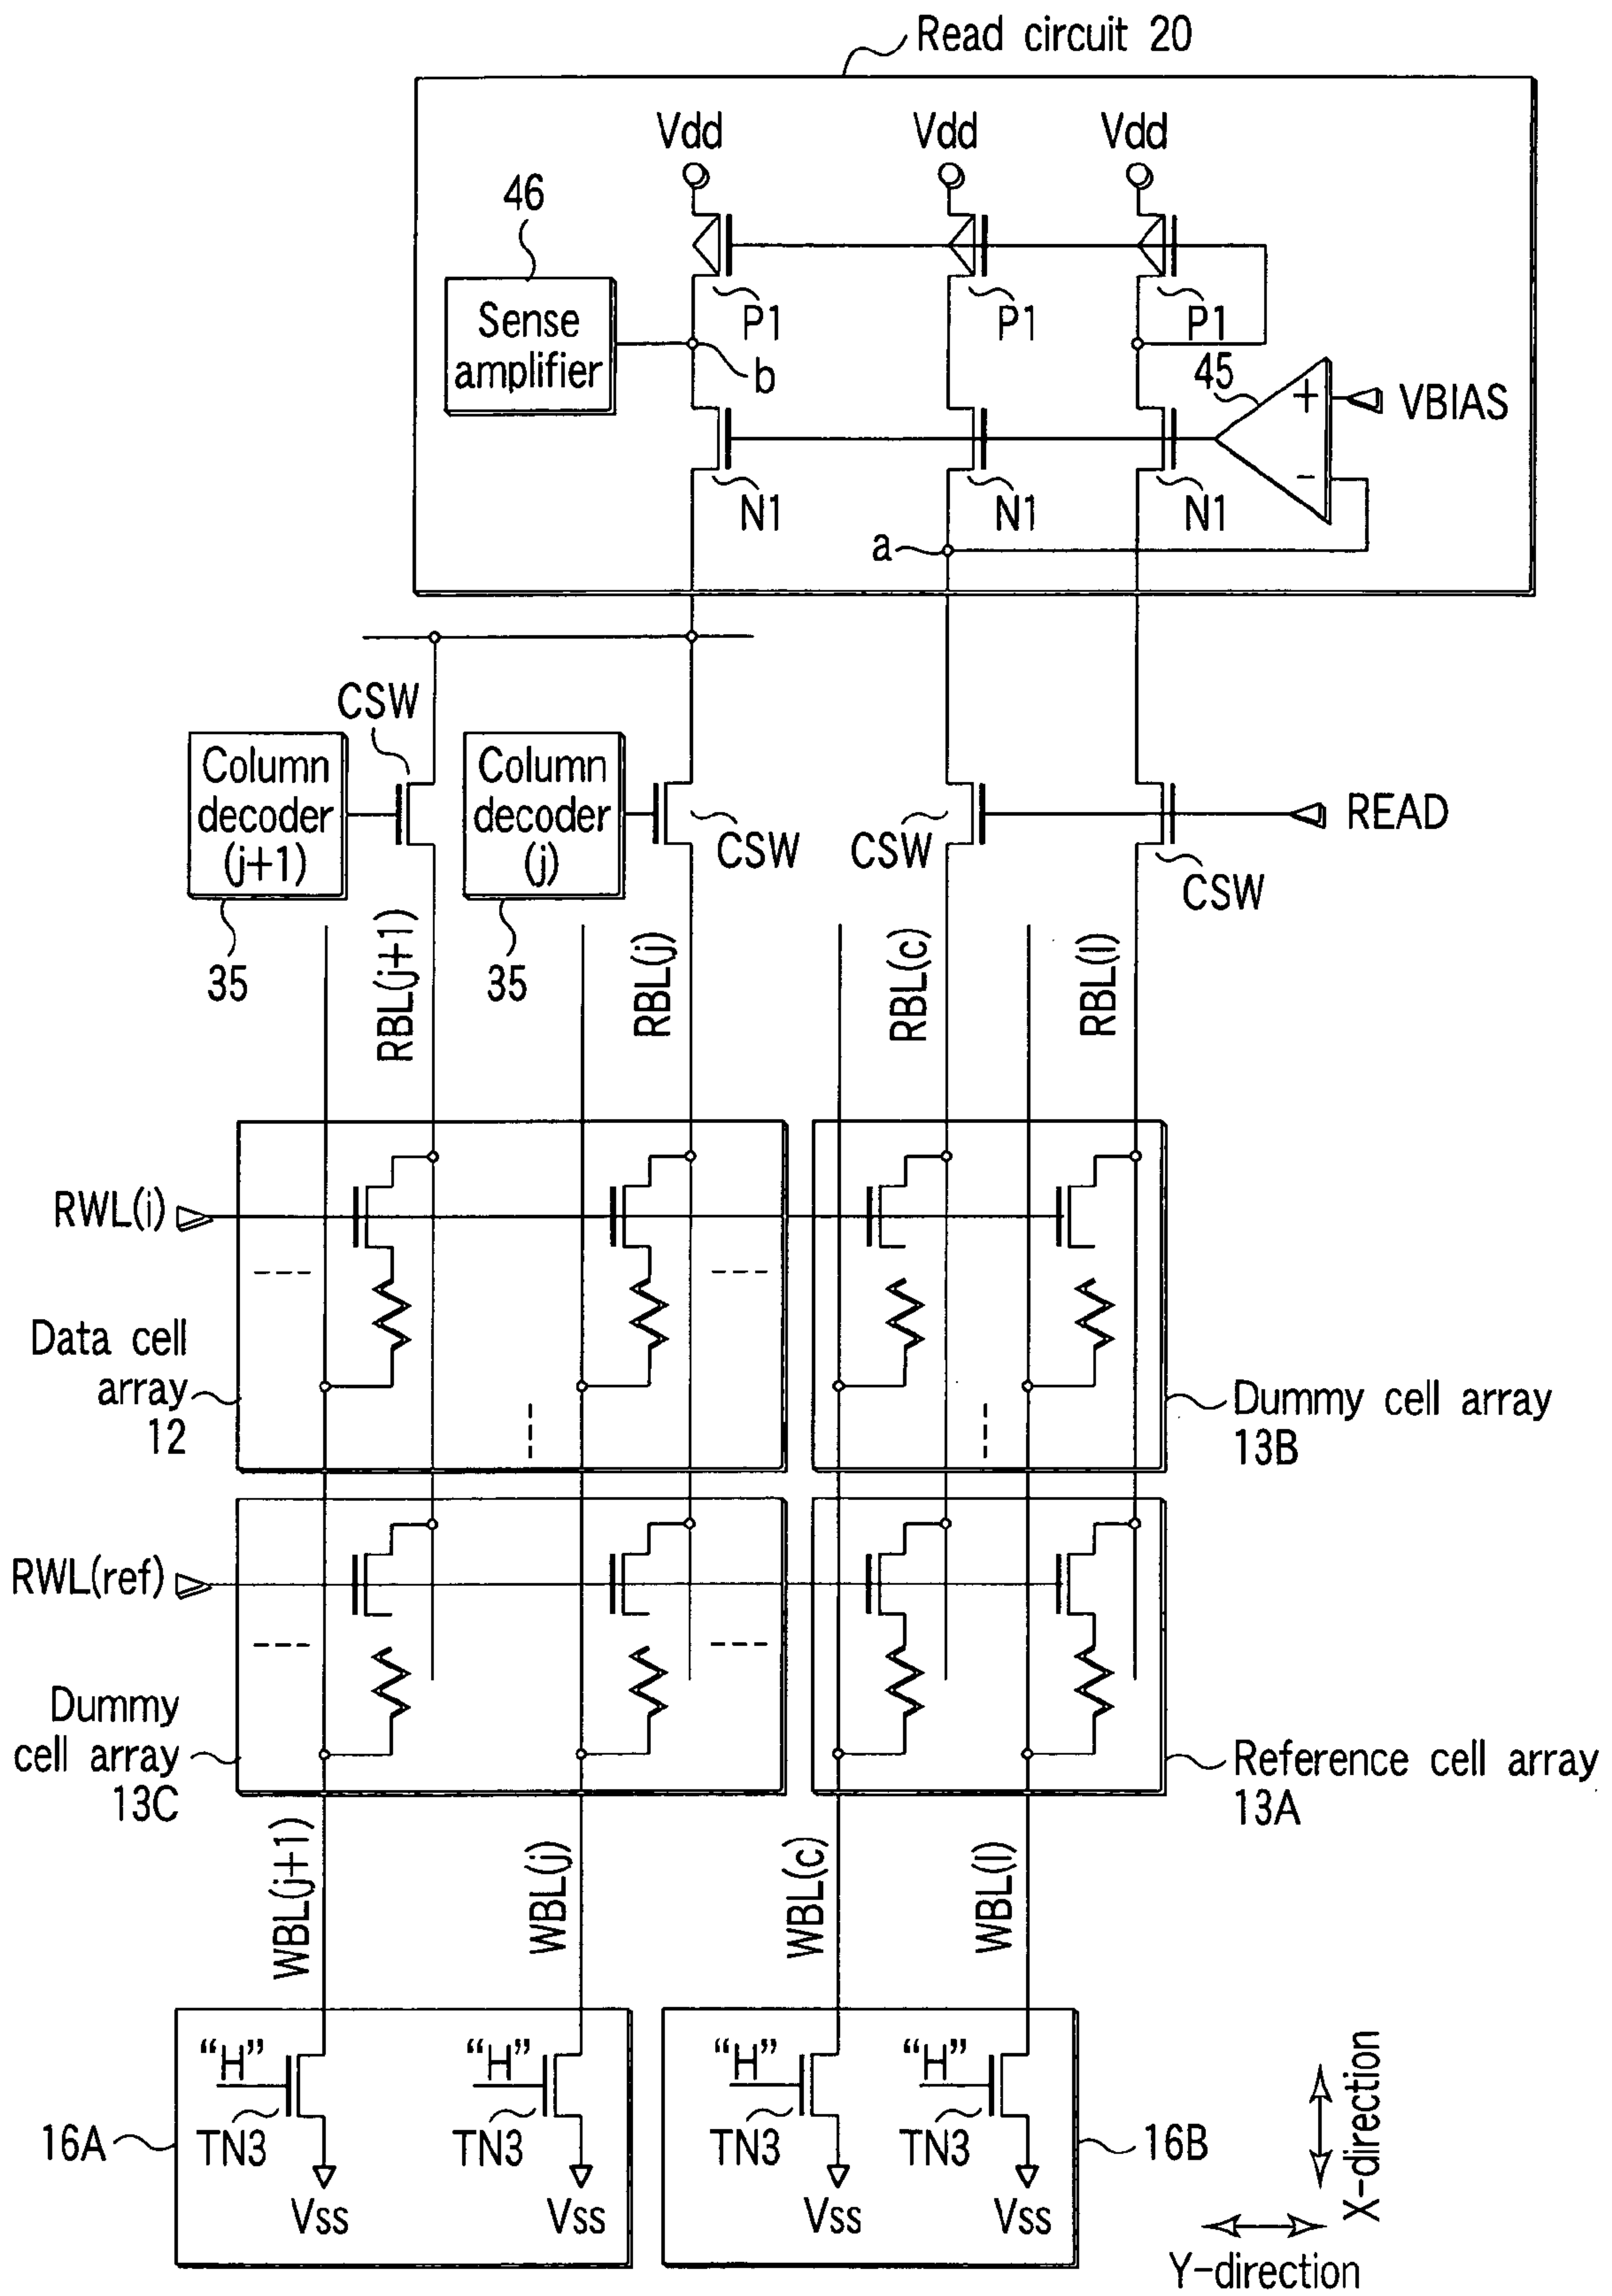 Read circuit 20
Vdd
Vdd
Vdd
46
Sense
amplifier
P1
P1
P1
b
45
+
VBIAS
-
N1
N1
N1
a
CSW
Column
decoder
(j+1)
Column
decoder
(j)
CSW
CSW
READ
CSW
35
RBL(j+1)
35
RBL(j)
RBL(c)
RBL(l)
RWL(i)
Data cell
array
12
Dummy cell array
13B
RWL(ref)
Dummy
cell array
13C
Reference cell array
13A
WBL(j+1)
WBL(j)
WBL(c)
WBL(l)
“H”
“H”
“H”
“H”
16A
TN3
TN3
TN3
TN3
16B
Vss
Vss
Vss
Vss
X-direction
Y-direction